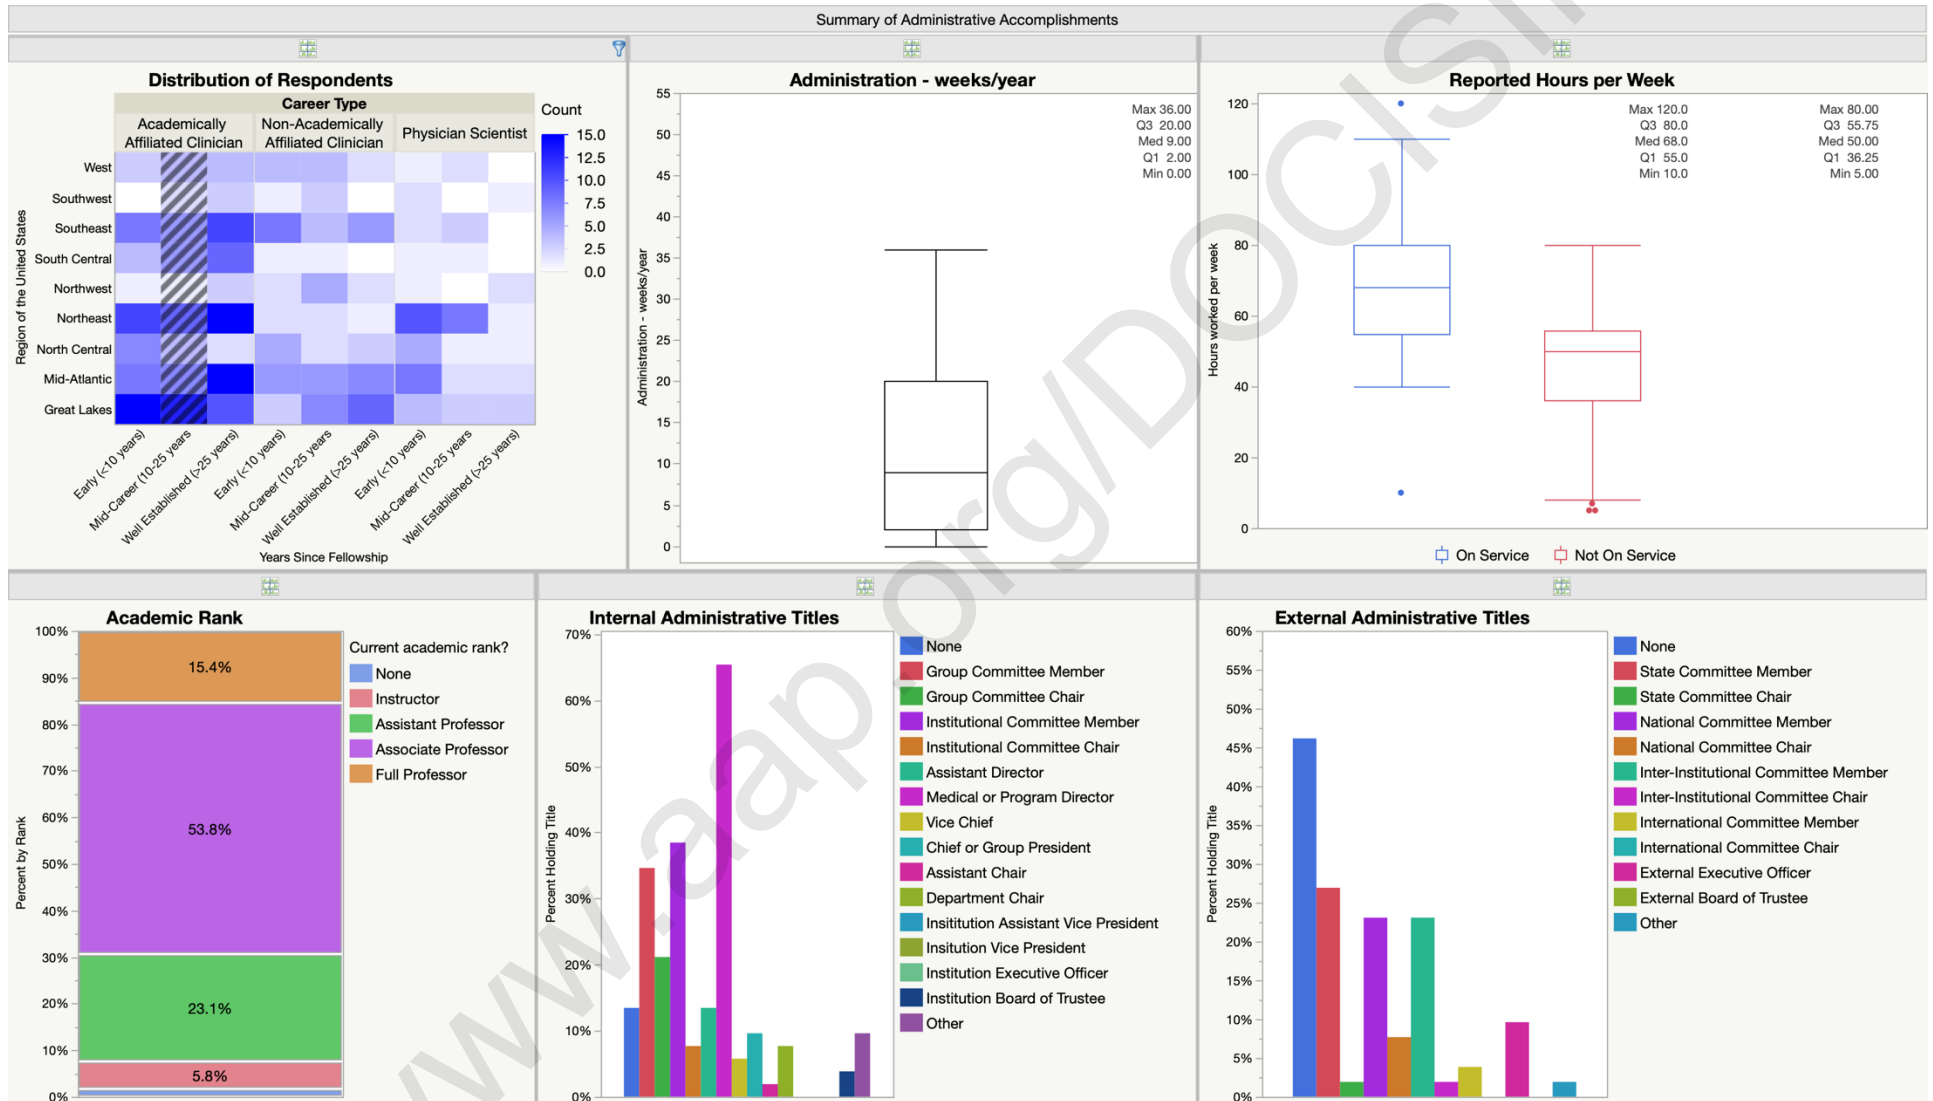 Summary of Administrative Accomplishments
Distribution of Respondents
Career Type
Academically
Affiliated Clinician
Non-Academically
Affiliated Clinician
Physician Scientist
Count
15.0
12.5
10.0
7.5
5.0
2.5
0.0
Region of the United States
West
Southwest
Southeast
South Central
Northwest
Northeast
North Central
Mid-Atlantic
Great Lakes
Early (<10 years)
Mid-Career (10-25 years
Well Established (>25 years)
Early (<10 years)
Mid-Career (10-25 years
Well Established (>25 years)
Early (<10 years)
Mid-Career (10-25 years
Well Established (>25 years)
Years Since Fellowship
Administration - weeks/year
Administration - weeks/year
55
50
45
40
35
30
25
20
15
10
5
0
Max 36.00
Q3 20.00
Med 9.00
Q1 2.00
Min 0.00
Reported Hours per Week
Hours worked per week
120
100
80
60
40
20
0
Max 120.0
Q3 80.0
Med 68.0
Q1 55.0
Min 10.0
Max 80.00
Q3 55.75
Med 50.00
Q1 36.25
Min 5.00
On Service
Not On Service
Academic Rank
Percent by Rank
100%
90%
80%
70%
60%
50%
40%
30%
20%
10%
0%
15.4%
53.8%
23.1%
5.8%
Current academic rank?
None
Instructor
Assistant Professor
Associate Professor
Full Professor
Internal Administrative Titles
Percent Holding Title
70%
60%
50%
40%
30%
20%
10%
0%
None
Group Committee Member
Group Committee Chair
Institutional Committee Member
Institutional Committee Chair
Assistant Director
Medical or Program Director
Vice Chief
Chief or Group President
Assistant Chair
Department Chair
Insititution Assistant Vice President
Insitution Vice President
Institution Executive Officer
Institution Board of Trustee
Other
External Administrative Titles
Percent Holding Title
60%
55%
50%
45%
40%
35%
30%
25%
20%
15%
10%
5%
0%
None
State Committee Member
State Committee Chair
National Committee Member
National Committee Chair
Inter-Institutional Committee Member
Inter-Institutional Committee Chair
International Committee Member
International Committee Chair
External Executive Officer
External Board of Trustee
Other
www.aap.org/DOCISIn